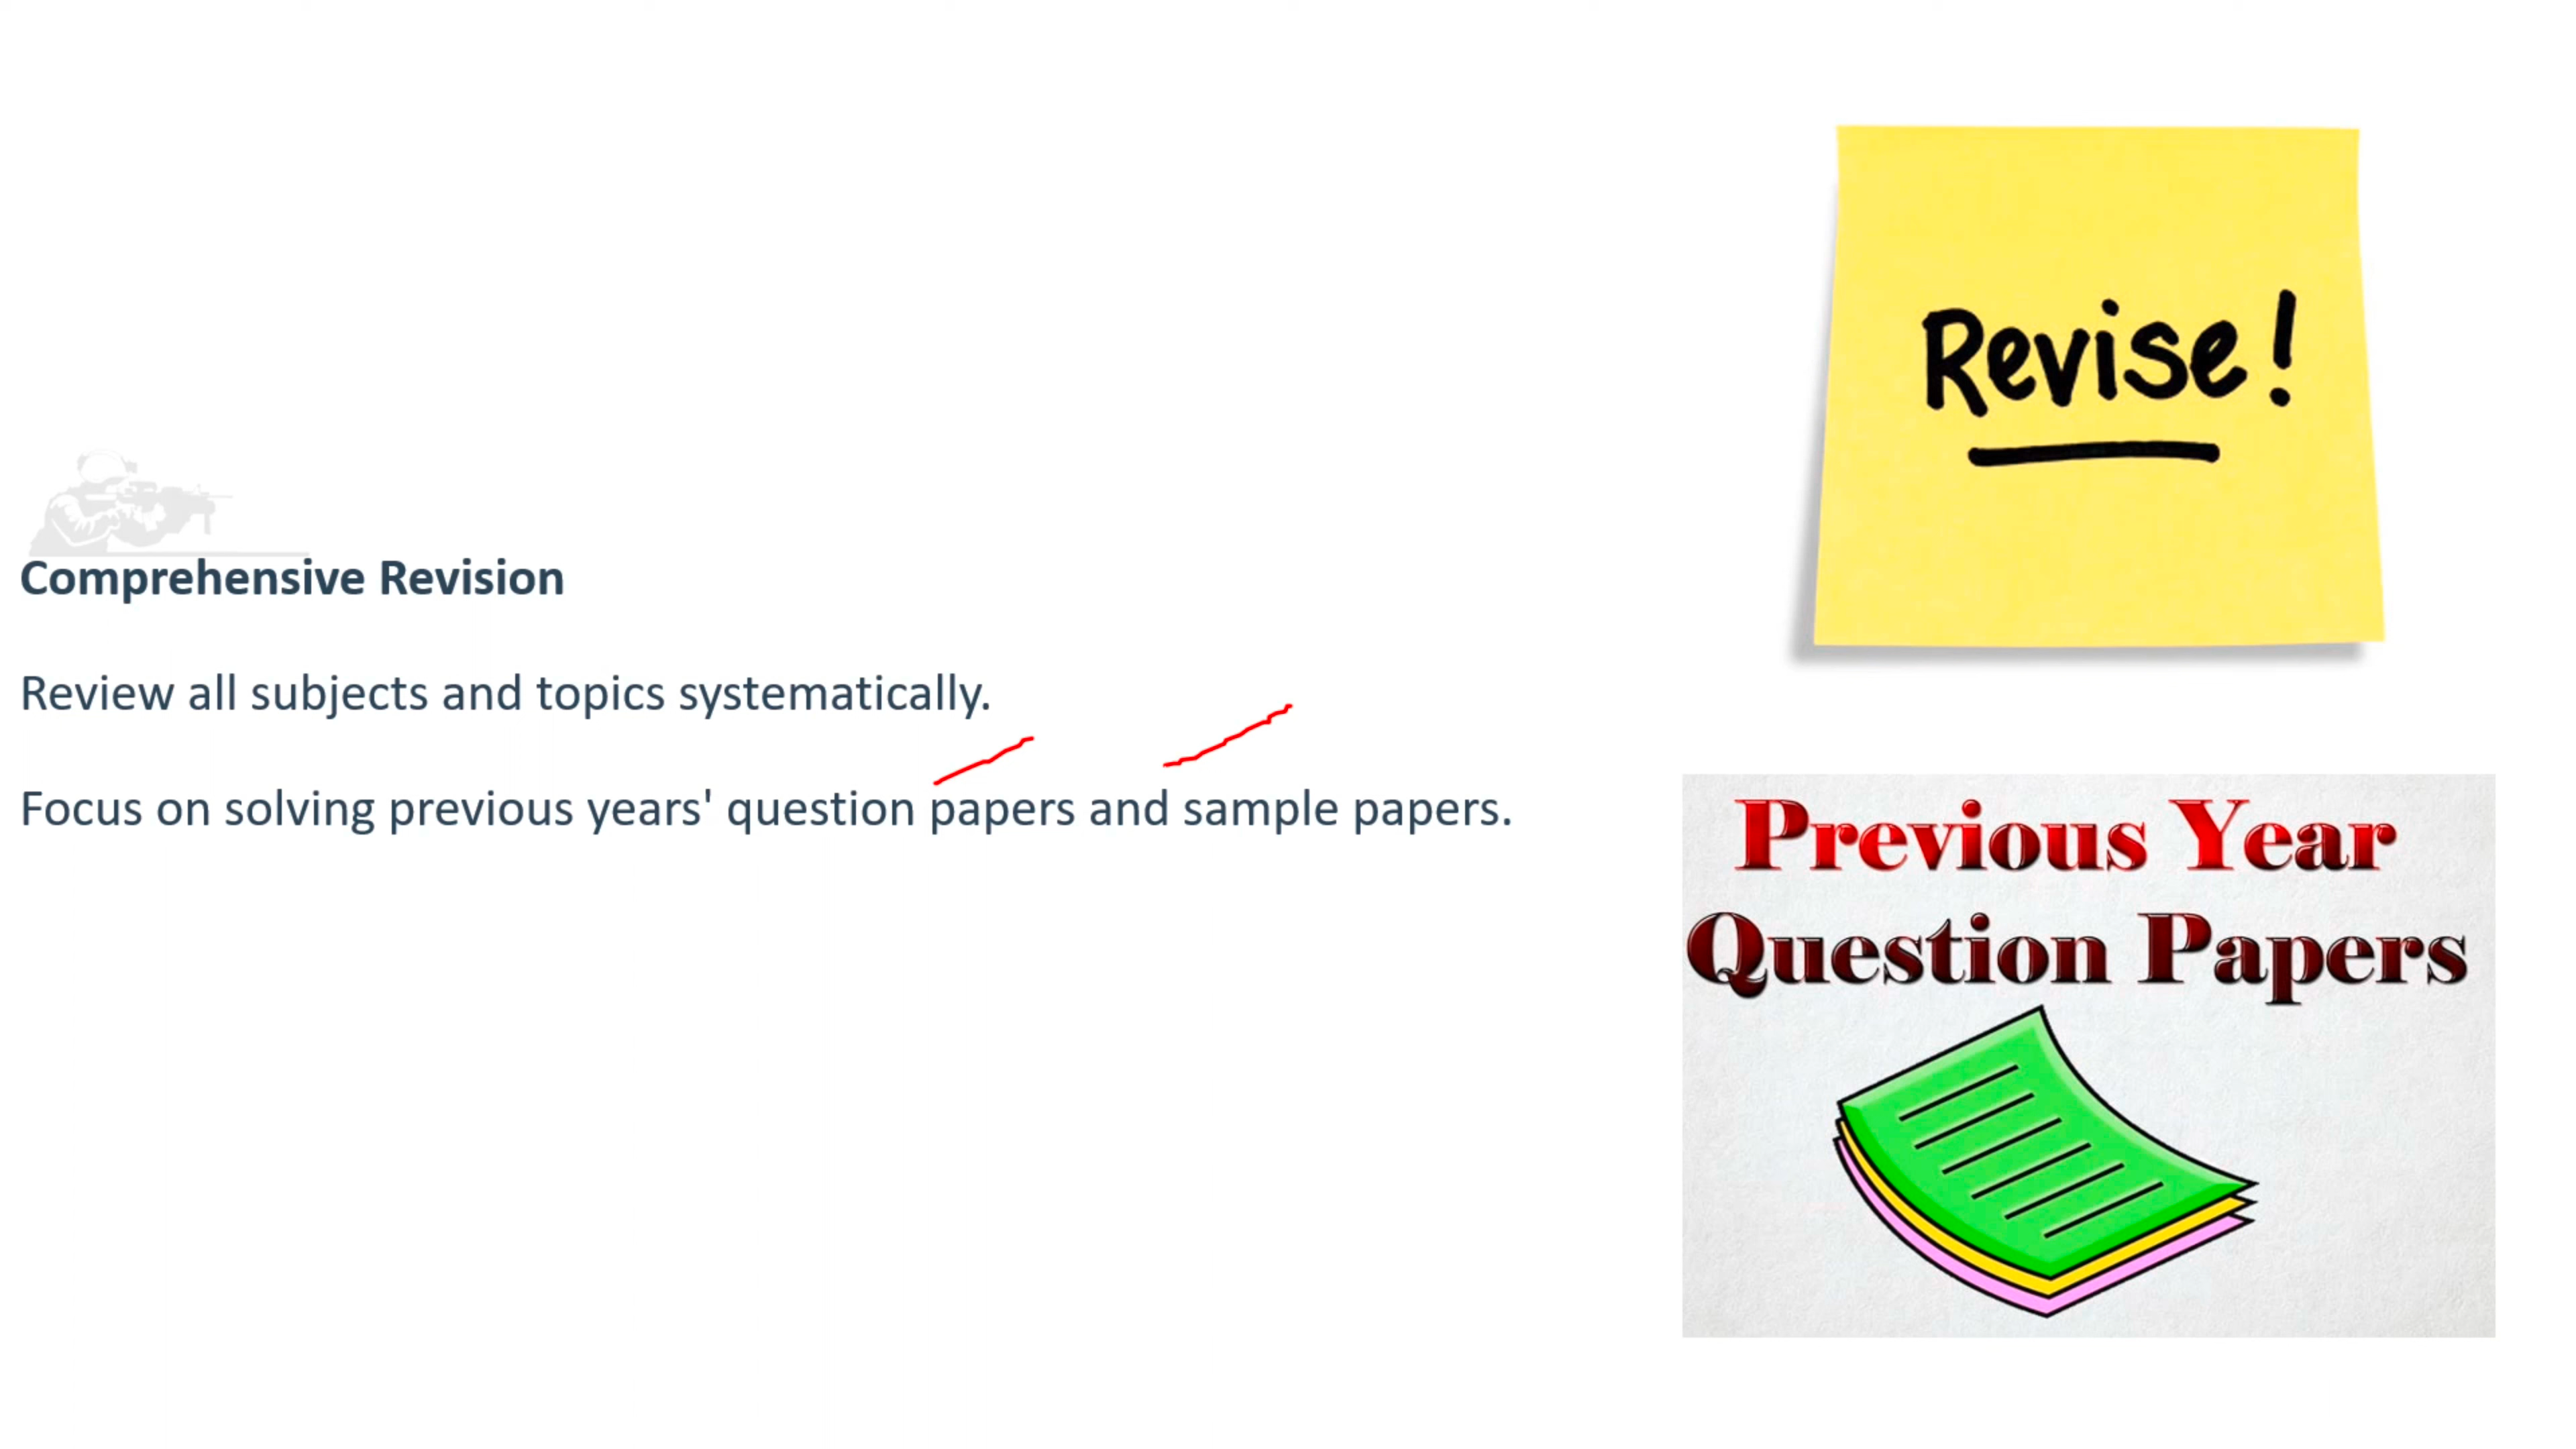 Comprehensive Revision
Review all subjects and topics systematically.
Focus on solving previous years' question papers and sample papers.
Revise!
Previous Year
Question Papers